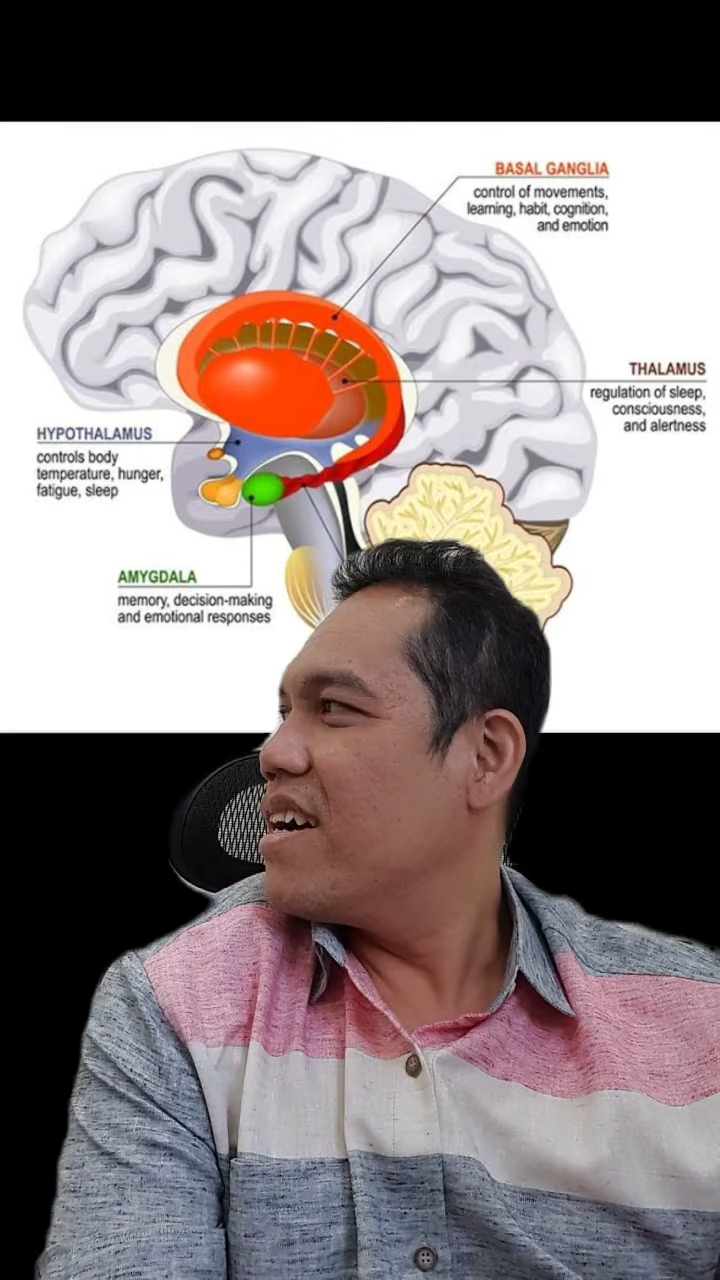 BASAL GANGLIA
control of movements,
learning, habit, cognition,
and emotion
THALAMUS
regulation of sleep,
consciousness,
and alertness
HYPOTHALAMUS
controls body
temperature, hunger,
fatigue, sleep
AMYGDALA
memory, decision-making
and emotional responses